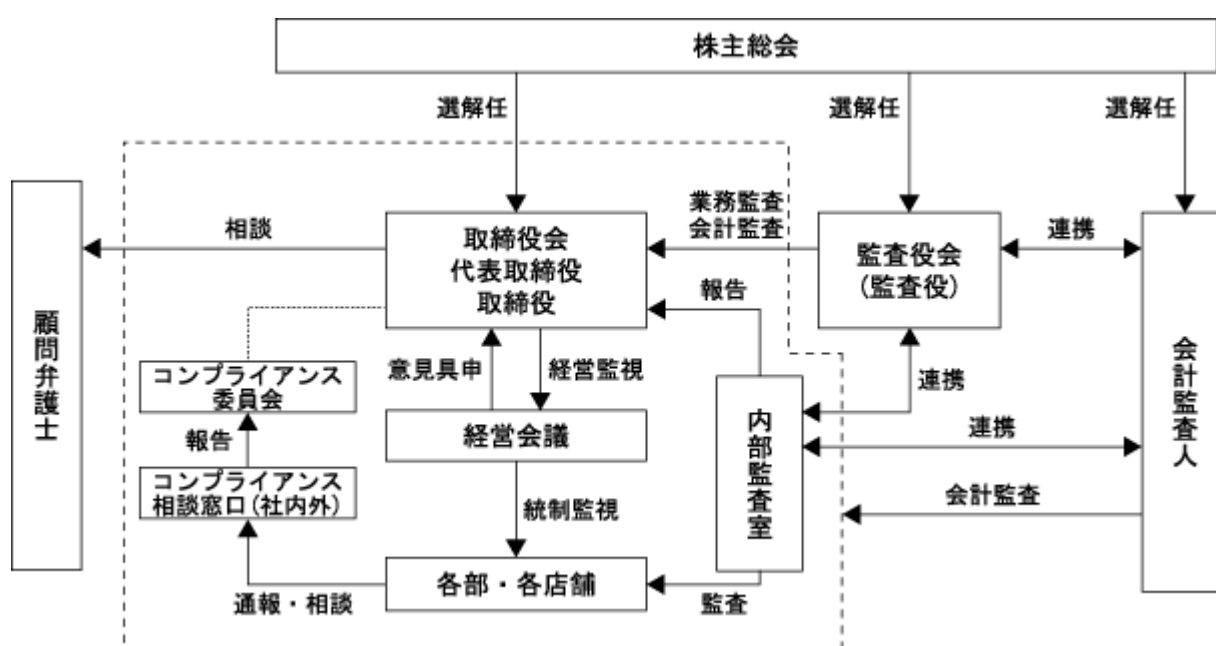 株主総会
選解任
選解任
選解任
業務監査
会計監査
相談
取締役会
代表取締役
取締役
監査役会
(監査役)
連携
報告
顧問弁護士
会計監査人
コンプライアンス
委員会
意見具申
経営監視
連携
内部監査室
経営会議
連携
報告
コンプライアンス
相談窓口(社内外)
統制監視
会計監査
各部・各店舗
通報・相談
監査